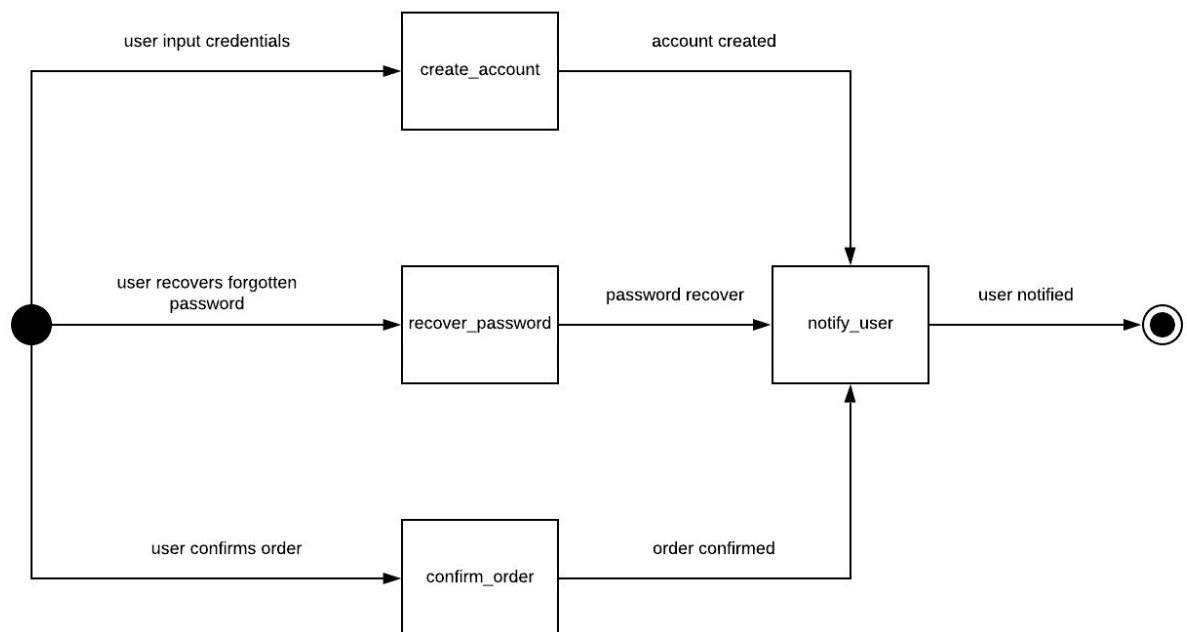 user input credentials
create_account
account created
user recovers forgotten
password
recover_password
password recover
notify_user
user notified
user confirms order
confirm_order
order confirmed